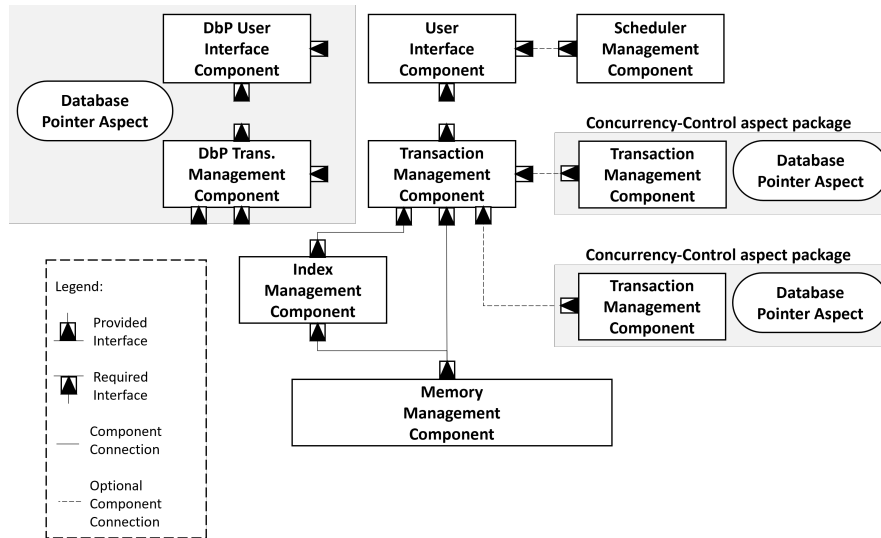 DbP User
Interface
Component
User
Interface
Component
Scheduler
Management
Component
Database
Pointer Aspect
Concurrency-Control aspect package
DbP Trans.
Management
Component
Transaction
Management
Component
Transaction
Management
Component
Database
Pointer Aspect
Concurrency-Control aspect package
Index
Management
Component
Transaction
Management
Component
Database
Pointer Aspect
Legend:
Provided
Interface
Required
Interface
Component
Connection
Optional
Component
Connection
Memory
Management
Component